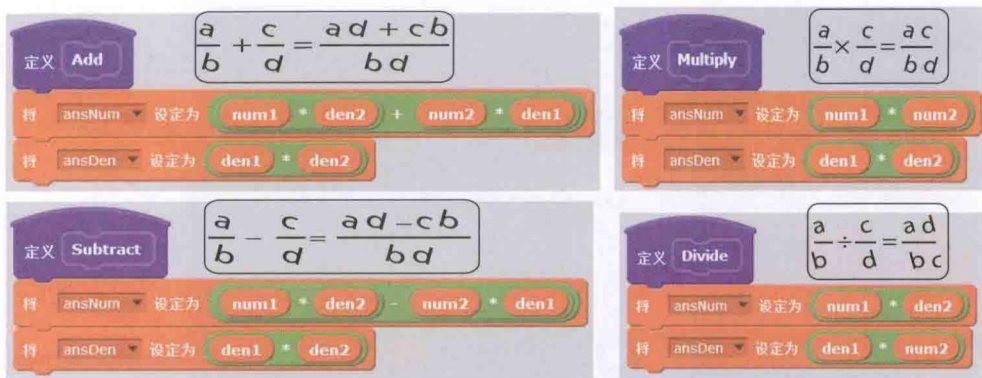 定义 Add
a/b + c/d = ad + cb / bd
将 ansNum 设定为 num1 * den2 + num2 * den1
将 ansDen 设定为 den1 * den2
定义 Multiply
a/b × c/d = ac / bd
将 ansNum 设定为 num1 * num2
将 ansDen 设定为 den1 * den2
定义 Subtract
a/b - c/d = ad - cb / bd
将 ansNum 设定为 num1 * den2 - num2 * den1
将 ansDen 设定为 den1 * den2
定义 Divide
a/b ÷ c/d = ad / bc
将 ansNum 设定为 num1 * den2
将 ansDen 设定为 den1 * num2